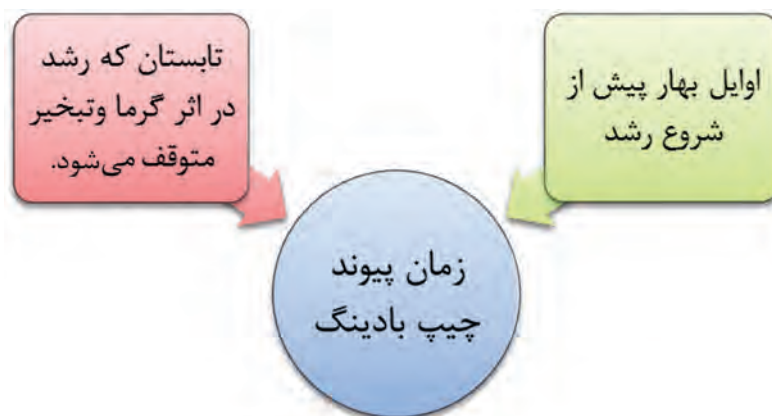 اوایل بهار پیش از
شروع رشد
تابستان که رشد
در اثر گرما وتبخیر
متوقف می‌شود.
زمان پیوند
چیپ بادینگ